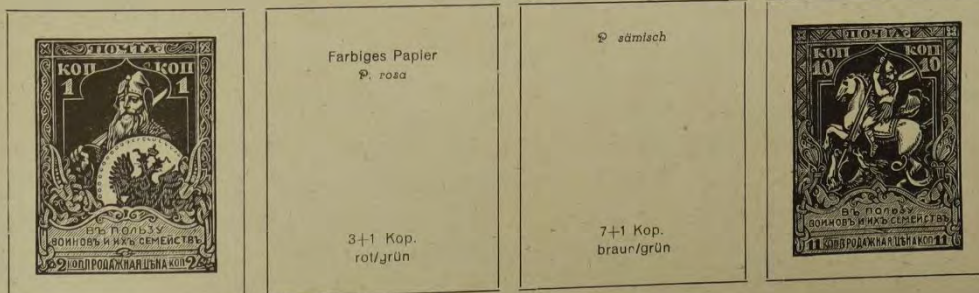 ПОЧТА
КОП КОП
1 1
ВЪ ПОЛЬЗУ
ВОИНОВЪ И ИХЪ СЕМЕЙСТВЪ
2 КОП ПРОДАЖНАЯ ЦѢНА КОП 2
Farbiges Papier
P. rosa
3+1 Kop.
rot/grün
P sämisch
7+1 Kop.
braun/grün
ПОЧТА
КОП КОП
10 10
ВЪ ПОЛЬЗУ
ВОИНОВЪ И ИХЪ СЕМЕЙСТВЪ
11 КОП ПРОДАЖНАЯ ЦѢНА КОП 11